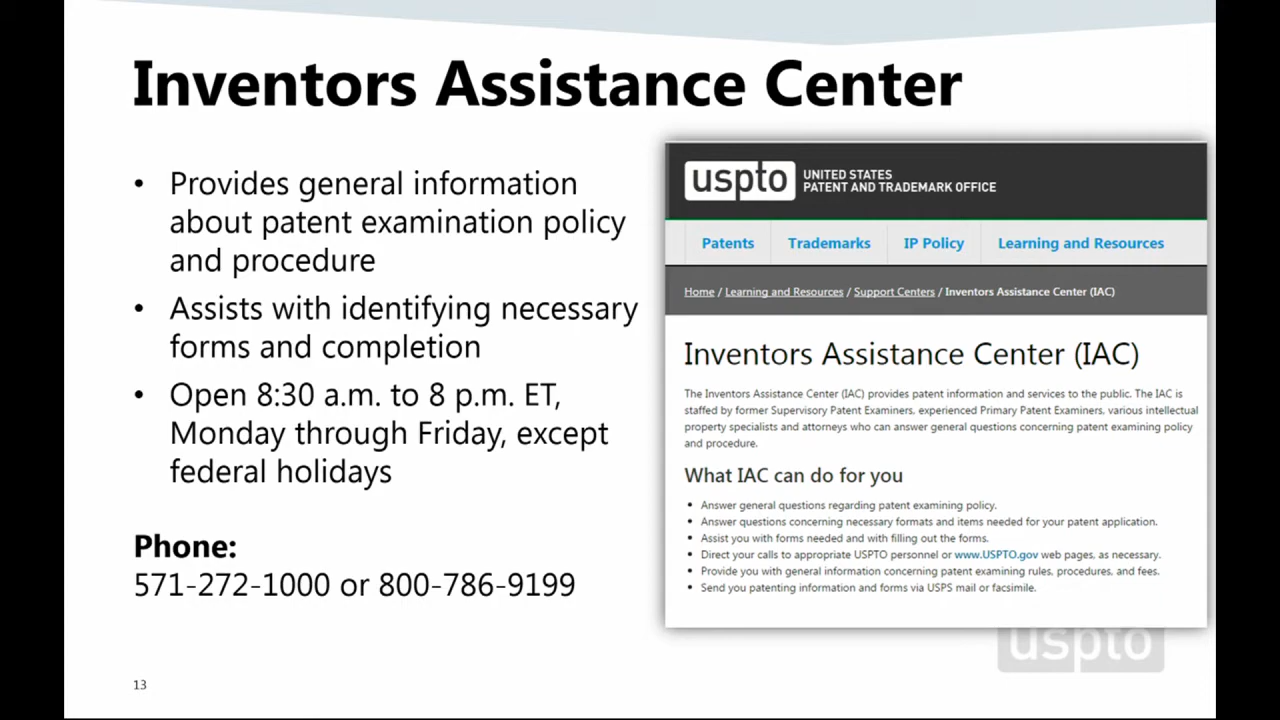 Inventors Assistance Center
• Provides general information
about patent examination policy
and procedure
• Assists with identifying necessary
forms and completion
• Open 8:30 a.m. to 8 p.m. ET,
Monday through Friday, except
federal holidays
Phone:
571-272-1000 or 800-786-9199
uspto UNITED STATES
PATENT AND TRADEMARK OFFICE
Patents Trademarks IP Policy Learning and Resources
Home / Learning and Resources / Support Centers / Inventors Assistance Center (IAC)
Inventors Assistance Center (IAC)
The Inventors Assistance Center (IAC) provides patent information and services to the public. The IAC is
staffed by former Supervisory Patent Examiners, experienced Primary Patent Examiners, various intellectual
property specialists and attorneys who can answer general questions concerning patent examining policy
and procedure.
What IAC can do for you
• Answer general questions regarding patent examining policy.
• Answer questions concerning necessary formats and items needed for your patent application.
• Assist you with forms needed and with filling out the forms.
• Direct your calls to appropriate USPTO personnel or www.USPTO.gov web pages, as necessary.
• Provide you with general information concerning patent examining rules, procedures, and fees.
• Send you patenting information and forms via USPS mail or facsimile.
uspto
13